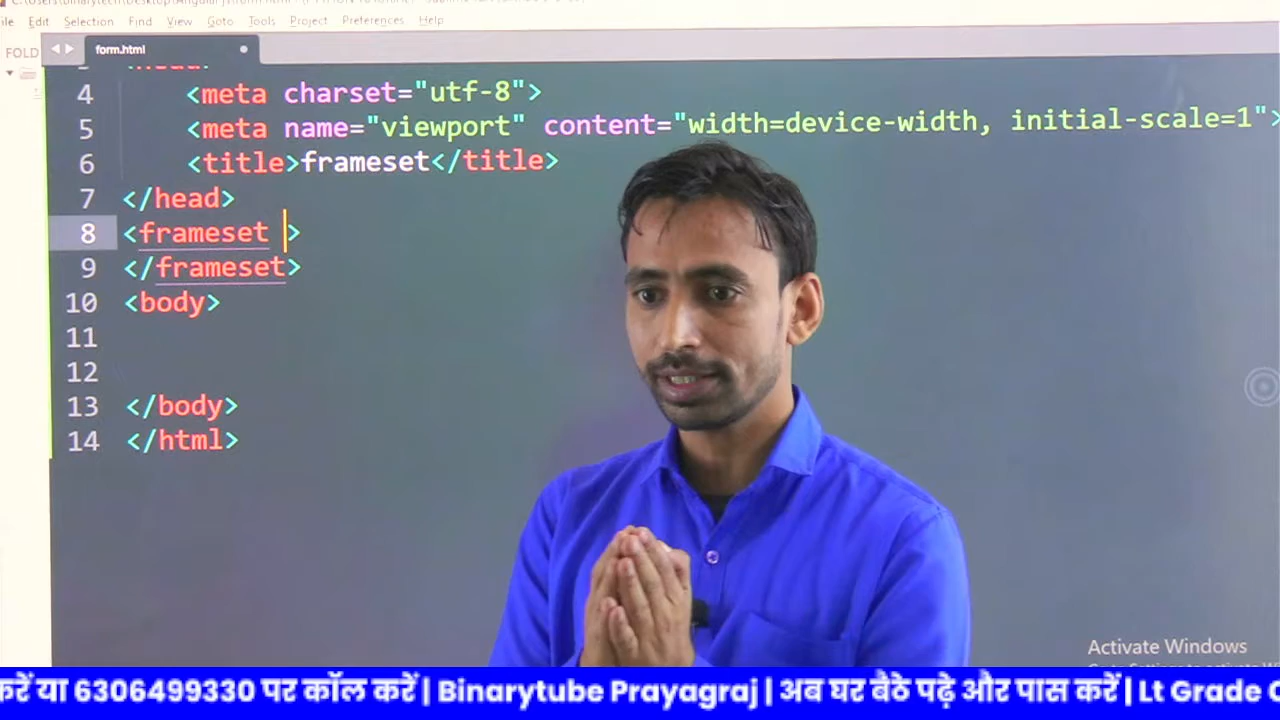 File Edit Selection Find View Goto Tools Project Preferences Help
FOLD
form.html
4 <meta charset="utf-8">
5 <meta name="viewport" content="width=device-width, initial-scale=1">
6 <title>frameset</title>
7 </head>
8 <frameset >
9 </frameset>
10 <body>
11
12
13 </body>
14 </html>
Activate Windows
करें या 6306499330 पर कॉल करें | Binarytube Prayagraj | अब घर बैठे पढ़े और पास करें | Lt Grade